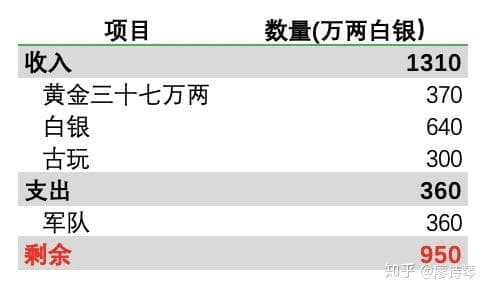 项目 数量(万两白银)
收入 1310
黄金三十七万两 370
白银 640
古玩 300
支出 360
军队 360
剩余 950
知乎 @廖诗琴